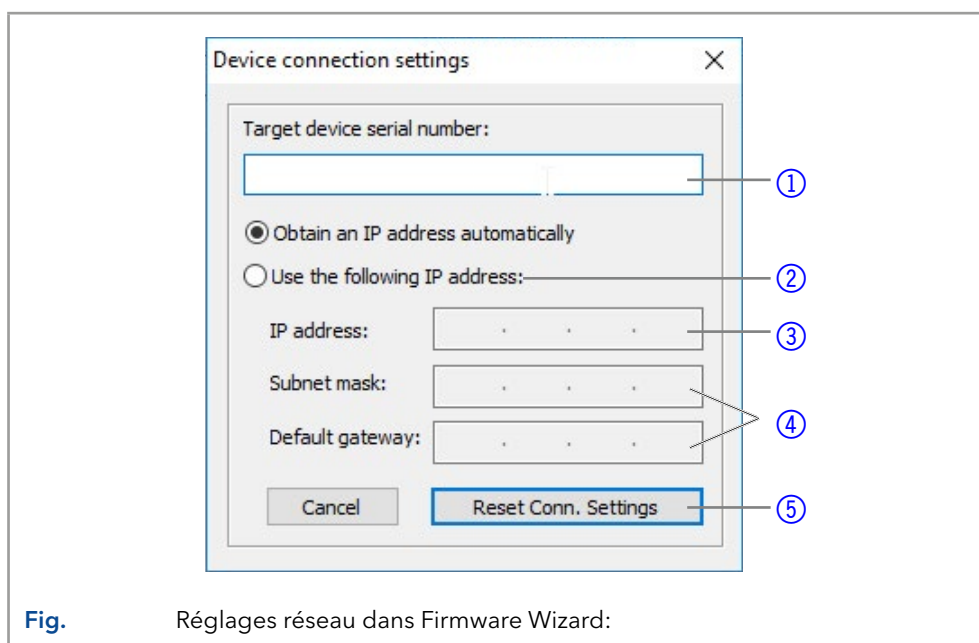 Device connection settings
Target device serial number:
①
Obtain an IP address automatically
Use the following IP address: ②
IP address: . . . ③
Subnet mask: . . .
④
Default gateway: . . .
Cancel Reset Conn. Settings ⑤
Fig. Réglages réseau dans Firmware Wizard: